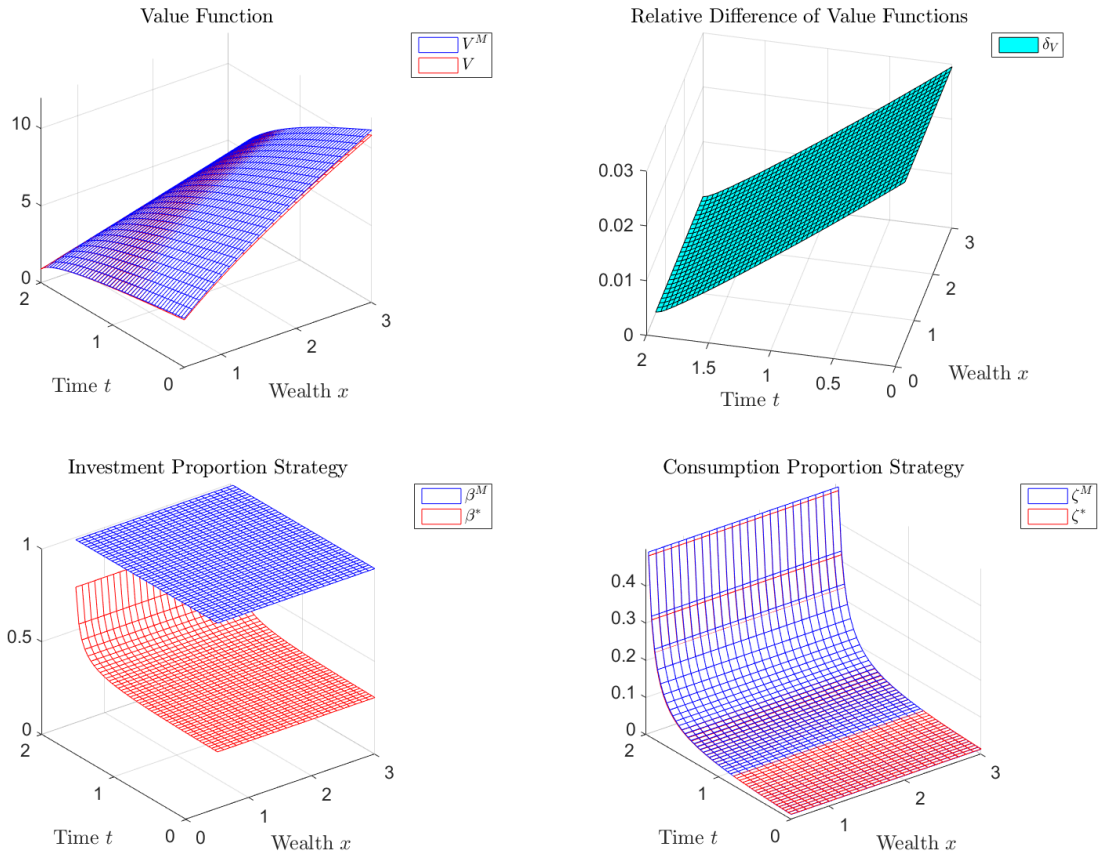 Value Function
V^M
V
10
5
0
2
1
0
1
2
3
Time t
Wealth x
Relative Difference of Value Functions
δ_V
0.03
0.02
0.01
0
2
1.5
1
0.5
0
0
1
2
3
Time t
Wealth x
Investment Proportion Strategy
β^M
β^*
1
0.5
0
2
1
0
0
1
2
3
Time t
Wealth x
Consumption Proportion Strategy
ζ^M
ζ^*
0.4
0.3
0.2
0.1
0
2
1
0
1
2
3
Time t
Wealth x